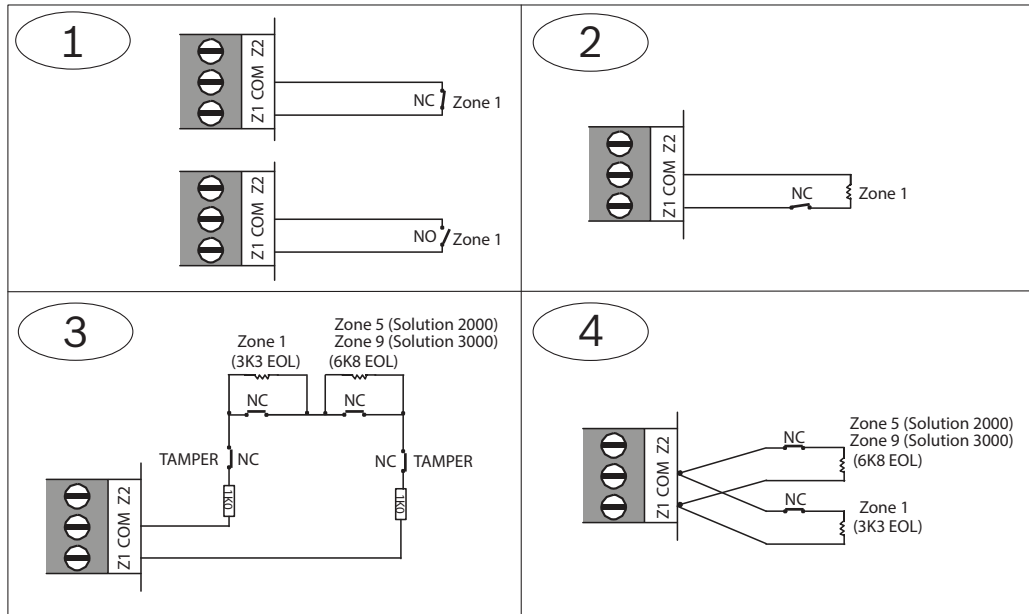 1
Z1 COM Z2
NC Zone 1
Z1 COM Z2
NO Zone 1
2
Z1 COM Z2
NC
Zone 1
3
Zone 5 (Solution 2000)
Zone 1 Zone 9 (Solution 3000)
(3K3 EOL) (6K8 EOL)
NC NC
TAMPER NC NC TAMPER
1K0 1K0
Z1 COM Z2
4
Zone 5 (Solution 2000)
NC Zone 9 (Solution 3000)
(6K8 EOL)
Z1 COM Z2
NC
Zone 1
(3K3 EOL)